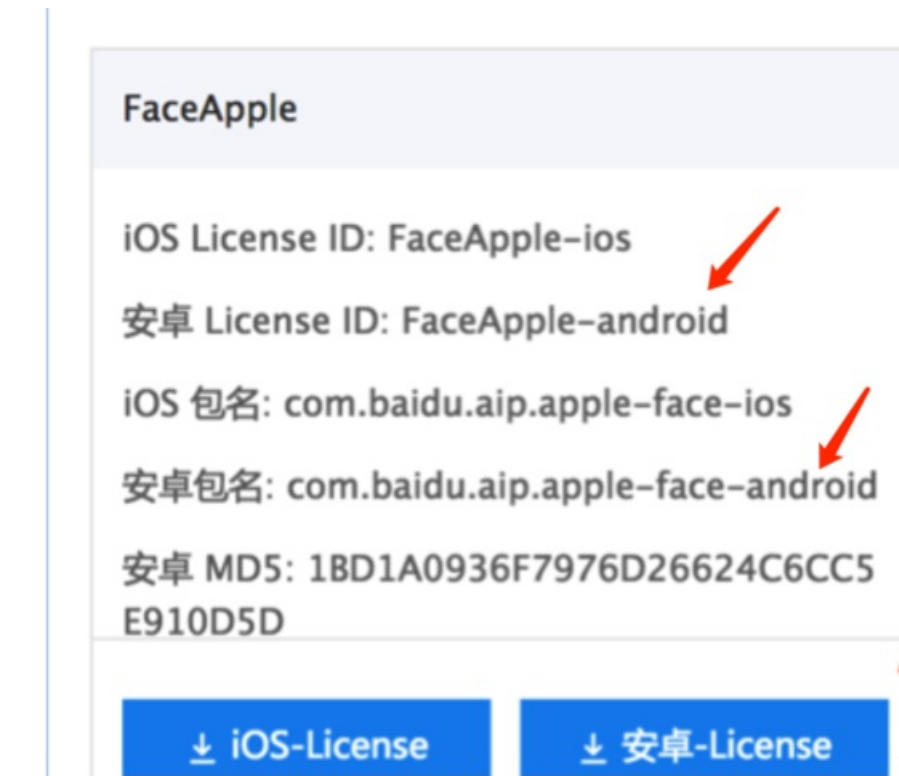 FaceApple
iOS License ID: FaceApple-ios
安卓 License ID: FaceApple-android
iOS 包名: com.baidu.aip.apple-face-ios
安卓包名: com.baidu.aip.apple-face-android
安卓 MD5: 1BD1A0936F7976D26624C6CC5
E910D5D
iOS-License
安卓-License